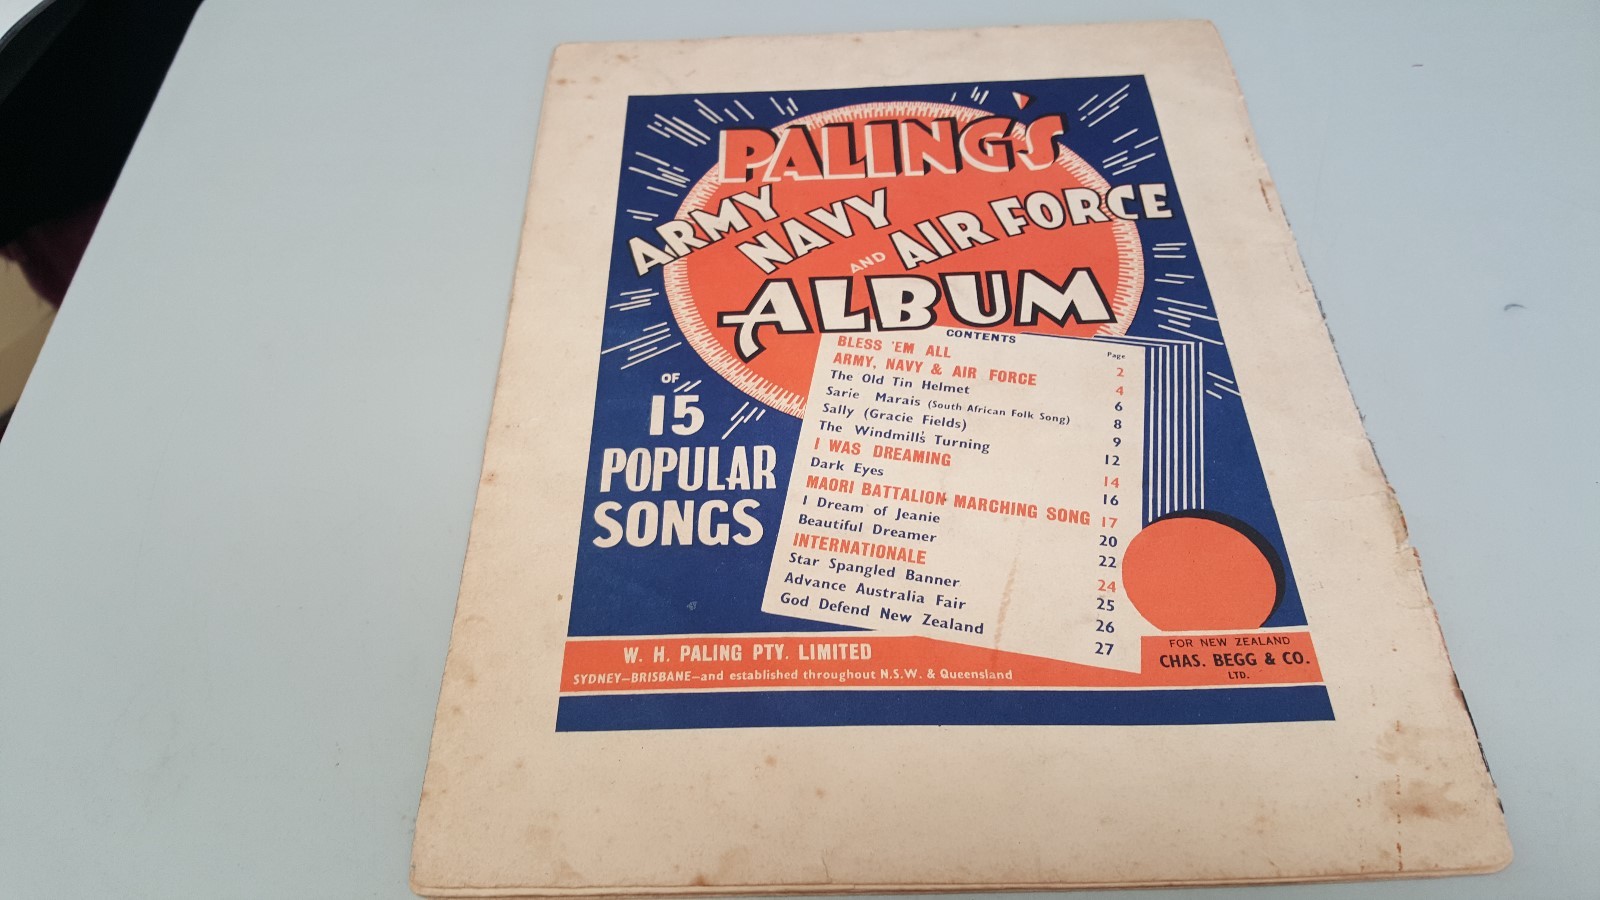 PALING'S
ARMY NAVY AND AIR FORCE
ALBUM
OF
15
POPULAR
SONGS
CONTENTS
Page
BLESS 'EM ALL 2
ARMY, NAVY & AIR FORCE 4
The Old Tin Helmet 6
Sarie Marais (South African Folk Song) 8
Sally (Gracie Fields) 9
The Windmill's Turning 12
I WAS DREAMING 14
Dark Eyes 16
MAORI BATTALION MARCHING SONG 17
I Dream of Jeanie 20
Beautiful Dreamer 22
INTERNATIONALE 24
Star Spangled Banner 25
Advance Australia Fair 26
God Defend New Zealand 27
W. H. PALING PTY. LIMITED
SYDNEY—BRISBANE—and established throughout N.S.W. & Queensland
FOR NEW ZEALAND
CHAS. BEGG & CO.
LTD.